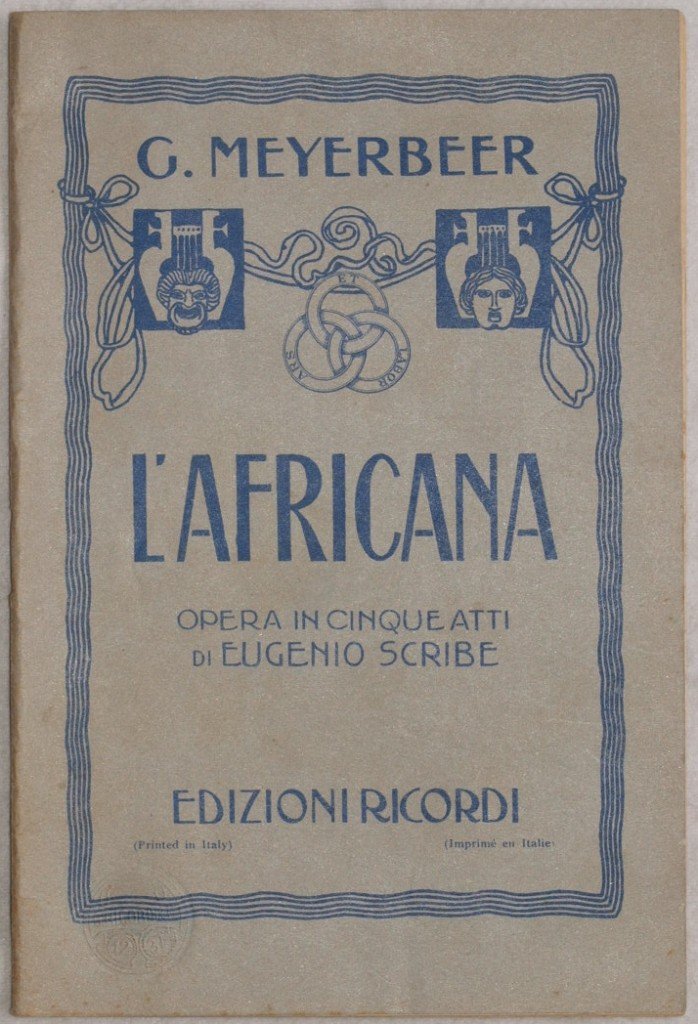 G. MEYERBEER
ET
ARS
LABOR
L'AFRICANA
OPERA IN CINQUE ATTI
DI EUGENIO SCRIBE
EDIZIONI RICORDI
(Printed in Italy)
(Imprimé en Italie)